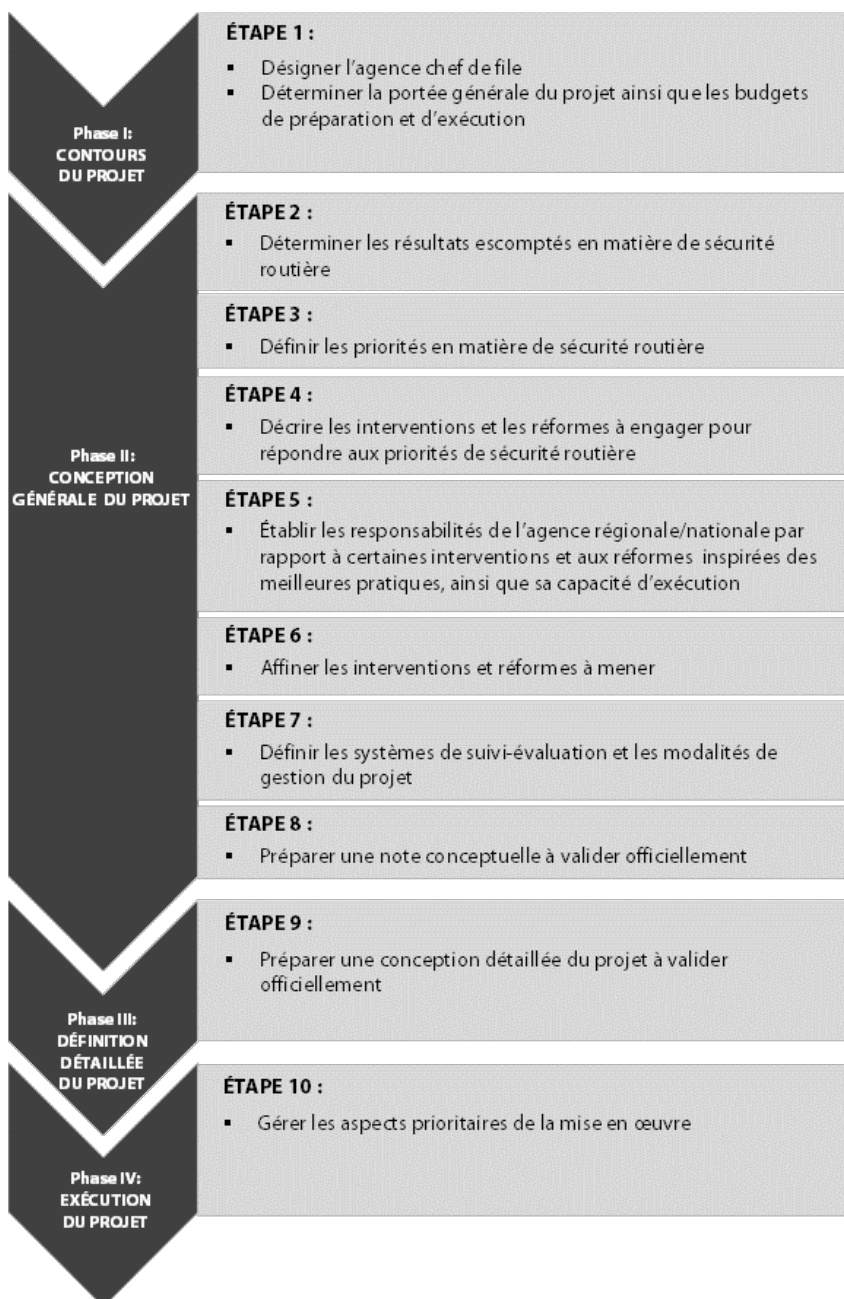 ÉTAPE 1 :
▪ Désigner l’agence chef de file
▪ Déterminer la portée générale du projet ainsi que les budgets
de préparation et d’exécution
Phase I:
CONTOURS
DU PROJET
ÉTAPE 2 :
▪ Déterminer les résultats escomptés en matière de sécurité
routière
ÉTAPE 3 :
▪ Définir les priorités en matière de sécurité routière
ÉTAPE 4 :
▪ Décrire les interventions et les réformes à engager pour
répondre aux priorités de sécurité routière
Phase II:
CONCEPTION
GÉNÉRALE DU PROJET
ÉTAPE 5 :
▪ Établir les responsabilités de l’agence régionale/nationale par
rapport à certaines interventions et aux réformes inspirées des
meilleures pratiques, ainsi que sa capacité d’exécution
ÉTAPE 6 :
▪ Affiner les interventions et réformes à mener
ÉTAPE 7 :
▪ Définir les systèmes de suivi-évaluation et les modalités de
gestion du projet
ÉTAPE 8 :
▪ Préparer une note conceptuelle à valider officiellement
ÉTAPE 9 :
▪ Préparer une conception détaillée du projet à valider
officiellement
Phase III:
DÉFINITION
DÉTAILLÉE
DU PROJET
ÉTAPE 10 :
▪ Gérer les aspects prioritaires de la mise en œuvre
Phase IV:
EXÉCUTION
DU PROJET